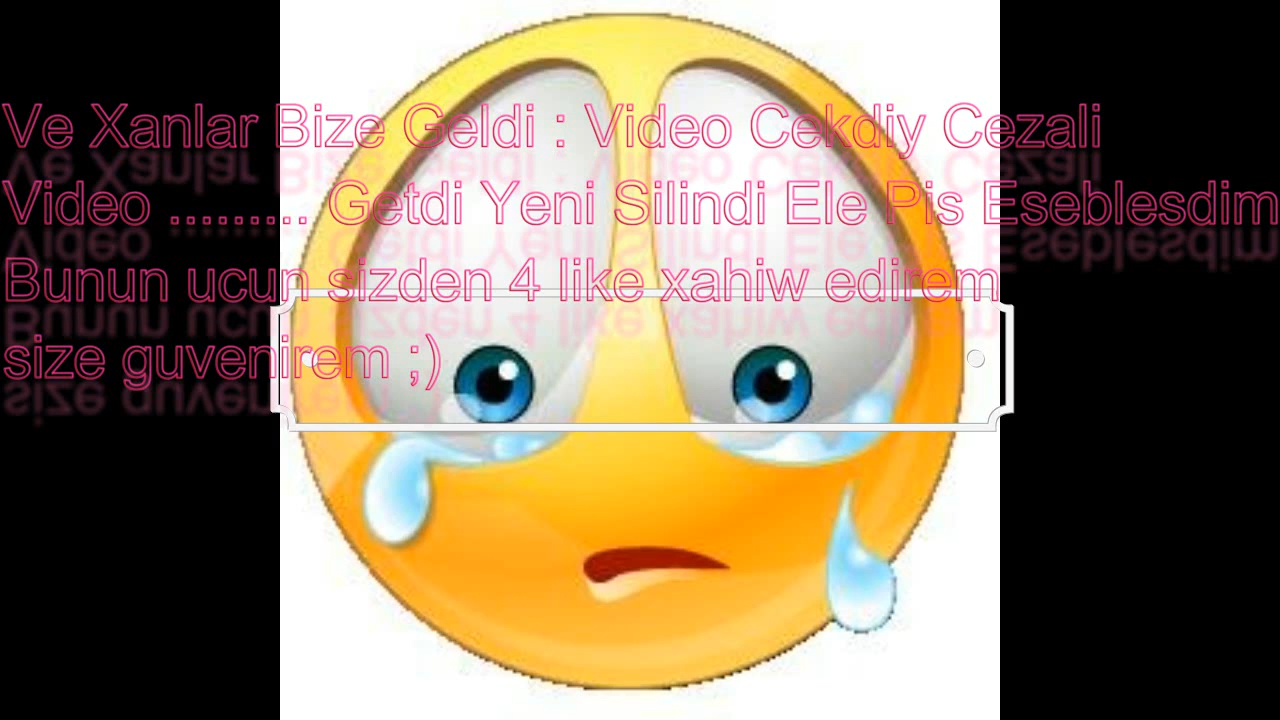 Ve Xanlar Bize Geldi : Video Cekdiy Cezali
Video ......... Getdi Yeni Silindi Ele Pis Eseblesdim
Bunun ucun sizden 4 like xahiw edirem
size guvenirem ;)